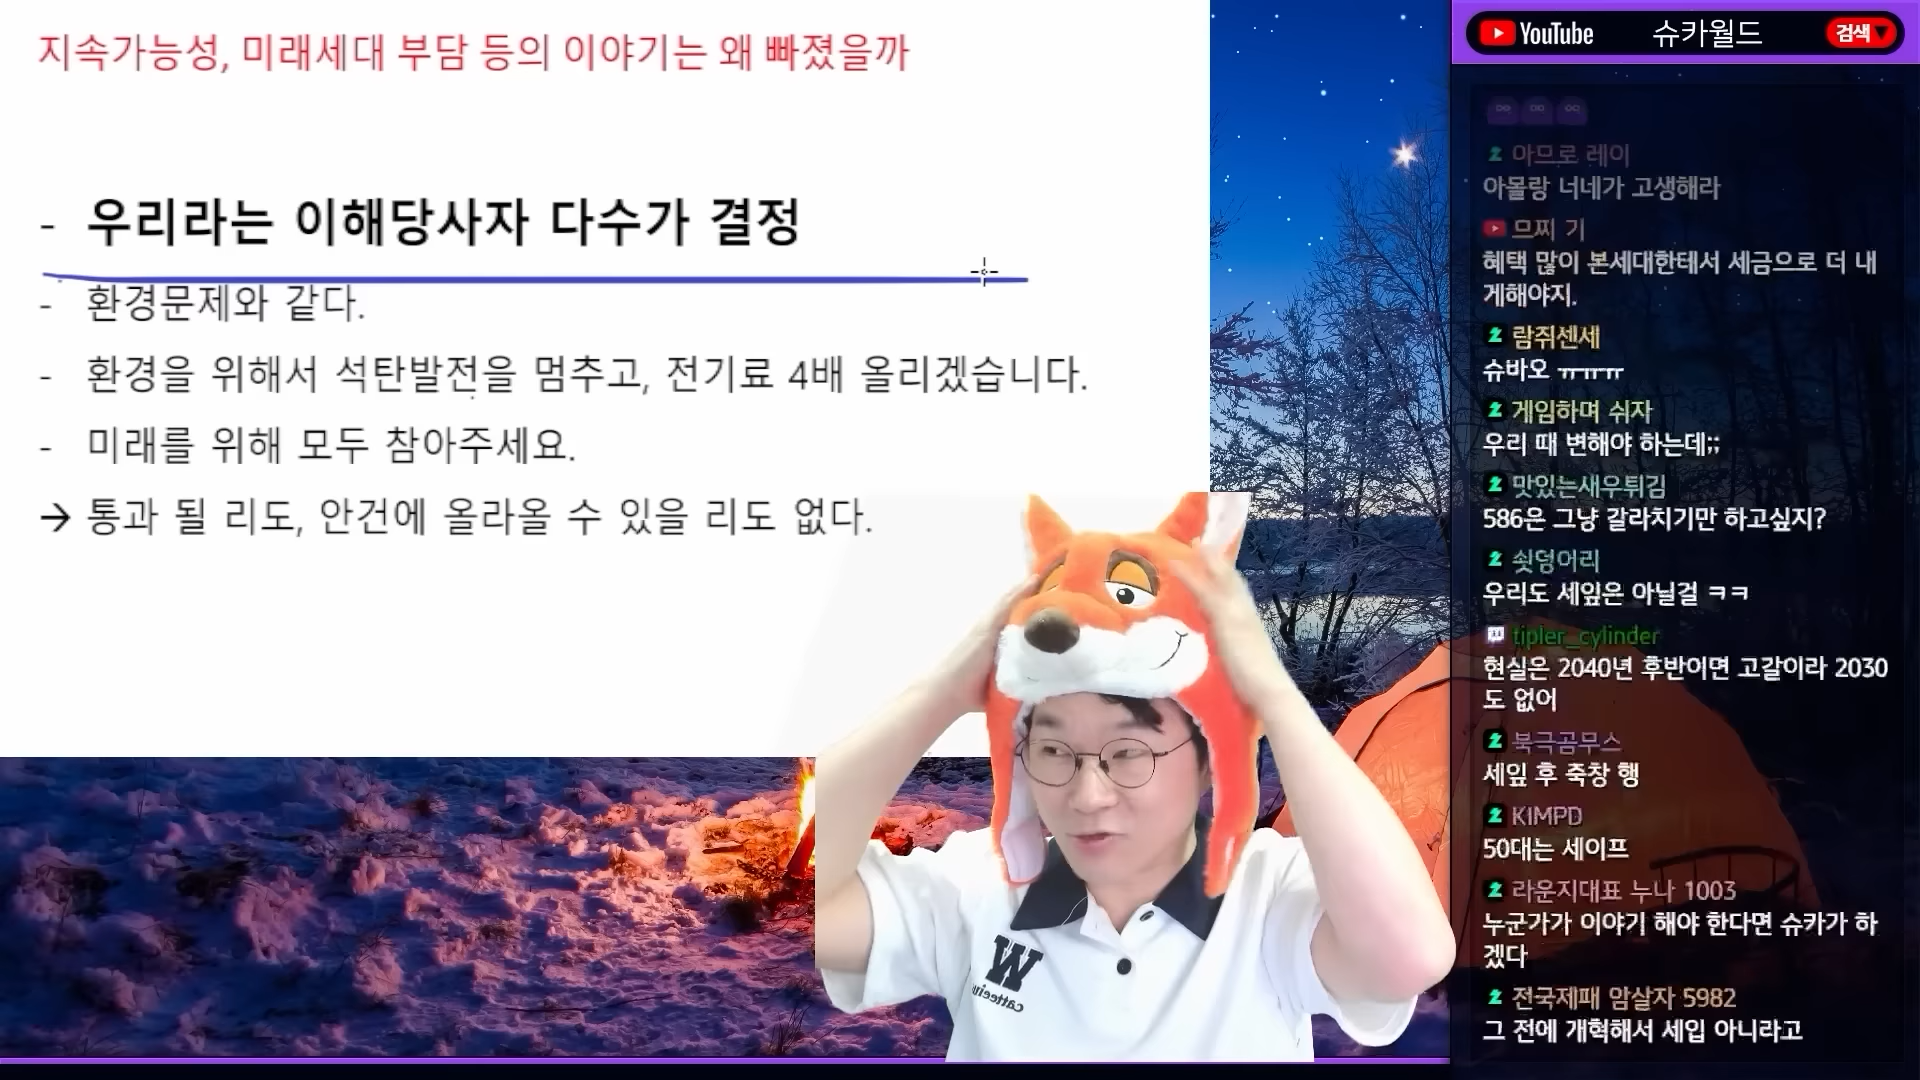 지속가능성, 미래세대 부담 등의 이야기는 왜 빠졌을까
- 우리라는 이해당사자 다수가 결정
- 환경문제와 같다.
- 환경을 위해서 석탄발전을 멈추고, 전기료 4배 올리겠습니다.
- 미래를 위해 모두 참아주세요.
→ 통과 될 리도, 안건에 올라올 수 있을 리도 없다.
W
catteeins
YouTube 슈카월드 검색
아므로 레이
아몰랑 너네가 고생해라
므찌 기
혜택 많이 본세대한테서 세금으로 더 내
게해야지.
람쥐센세
슈바오 ㅠㅠㅠ
게임하며 쉬자
우리 때 변해야 하는데;;
맛있는새우튀김
586은 그냥 갈라치기만 하고싶지?
쇳덩어리
우리도 세잎은 아닐걸 ㅋㅋ
tipler_cylinder
현실은 2040년 후반이면 고갈이라 2030
도 없어
북극곰무스
세잎 후 죽창 행
KIMPD
50대는 세이프
라운지대표 누나 1003
누군가가 이야기 해야 한다면 슈카가 하
겠다
전국제패 암살자 5982
그 전에 개혁해서 세입 아니라고